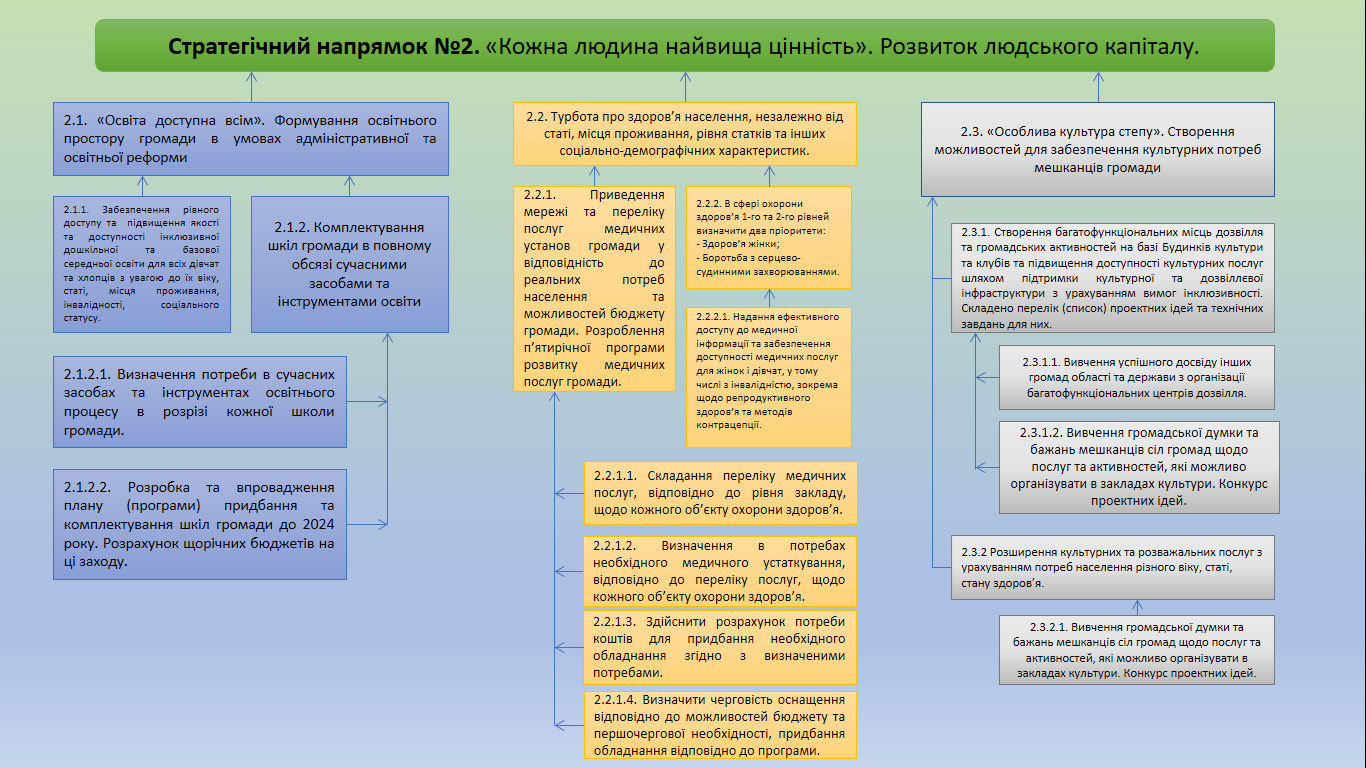 Стратегічний напрямок №2. «Кожна людина найвища цінність». Розвиток людського капіталу.
2.1. «Освіта доступна всім». Формування освітнього
простору громади в умовах адміністративної та
освітньої реформи
2.1.1. Забезпечення рівного
доступу та підвищення якості
та доступності інклюзивної
дошкільної та базової
середньої освіти для всіх дівчат
та хлопців з увагою до їх віку,
статі, місця проживання,
інвалідності, соціального
статусу.
2.1.2. Комплектування
шкіл громади в повному
обсязі сучасними
засобами та
інструментами освіти
2.1.2.1. Визначення потреби в сучасних
засобах та інструментах освітнього
процесу в розрізі кожної школи
громади.
2.1.2.2. Розробка та впровадження
плану (програми) придбання та
комплектування шкіл громади до 2024
року. Розрахунок щорічних бюджетів на
ці заходу.
2.2. Турбота про здоров’я населення, незалежно від
статі, місця проживання, рівня статків та інших
соціально-демографічних характеристик.
2.2.1. Приведення
мережі та переліку
послуг медичних
установ громади у
відповідність до
реальних потреб
населення та
можливостей бюджету
громади. Розроблення
п’ятирічної програми
розвитку медичних
послуг громади.
2.2.2. В сфері охорони
здоров’я 1-го та 2-го рівней
визначити два пріоритети:
- Здоров’я жінки;
- Боротьба з серцево-
судинними захворюваннями.
2.2.2.1. Надання ефективного
доступу до медичної
інформації та забезпечення
доступності медичних послуг
для жінок і дівчат, у тому
числі з інвалідністю, зокрема
щодо репродуктивного
здоров’я та методів
контрацепції.
2.2.1.1. Складання переліку медичних
послуг, відповідно до рівня закладу,
щодо кожного об’єкту охорони здоров’я.
2.2.1.2. Визначення в потребах
необхідного медичного устаткування,
відповідно до переліку послуг, щодо
кожного об’єкту охорони здоров’я.
2.2.1.3. Здійснити розрахунок потреби
коштів для придбання необхідного
обладнання згідно з визначеними
потребами.
2.2.1.4. Визначити черговість оснащення
відповідно до можливостей бюджету та
першочергової необхідності, придбання
обладнання відповідно до програми.
2.3. «Особлива культура степу». Створення
можливостей для забезпечення культурних потреб
мешканців громади
2.3.1. Створення багатофункціональних місць дозвілля
та громадських активностей на базі Будинків культури
та клубів та підвищення доступності культурних послуг
шляхом підтримки культурної та дозвіллевої
інфраструктури з урахуванням вимог інклюзивності.
Складено перелік (список) проектних ідей та технічних
завдань для них.
2.3.1.1. Вивчення успішного досвіду інших
громад області та держави з організації
багатофункціональних центрів дозвілля.
2.3.1.2. Вивчення громадської думки та
бажань мешканців сіл громад щодо
послуг та активностей, які можливо
організувати в закладах культури. Конкурс
проектних ідей.
2.3.2 Розширення культурних та розважальних послуг з
урахуванням потреб населення різного віку, статі,
стану здоров’я.
2.3.2.1. Вивчення громадської думки та
бажань мешканців сіл громад щодо послуг та
активностей, які можливо організувати в
закладах культури. Конкурс проектних ідей.